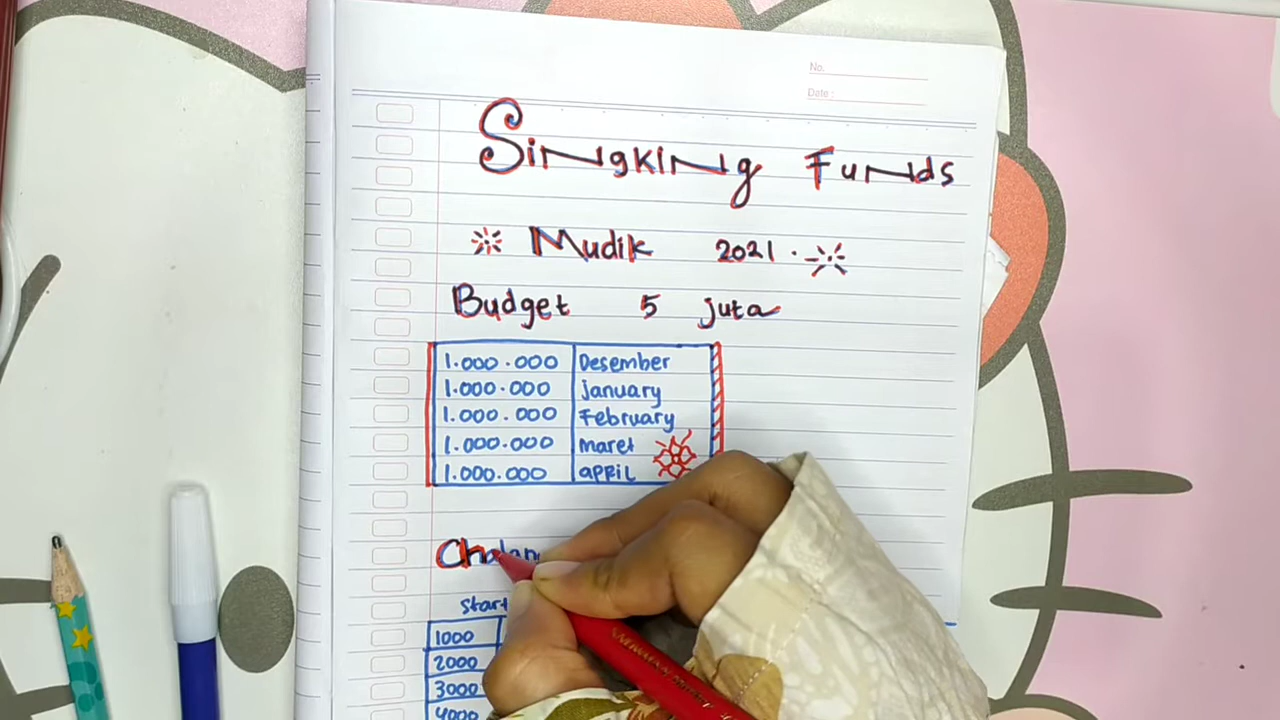 No.
Date :
Singking Funds
Mudik 2021
Budget 5 juta
1.000.000 Desember
1.000.000 january
1.000.000 February
1.000.000 maret
1.000.000 april
start
1000
2000
3000
4000